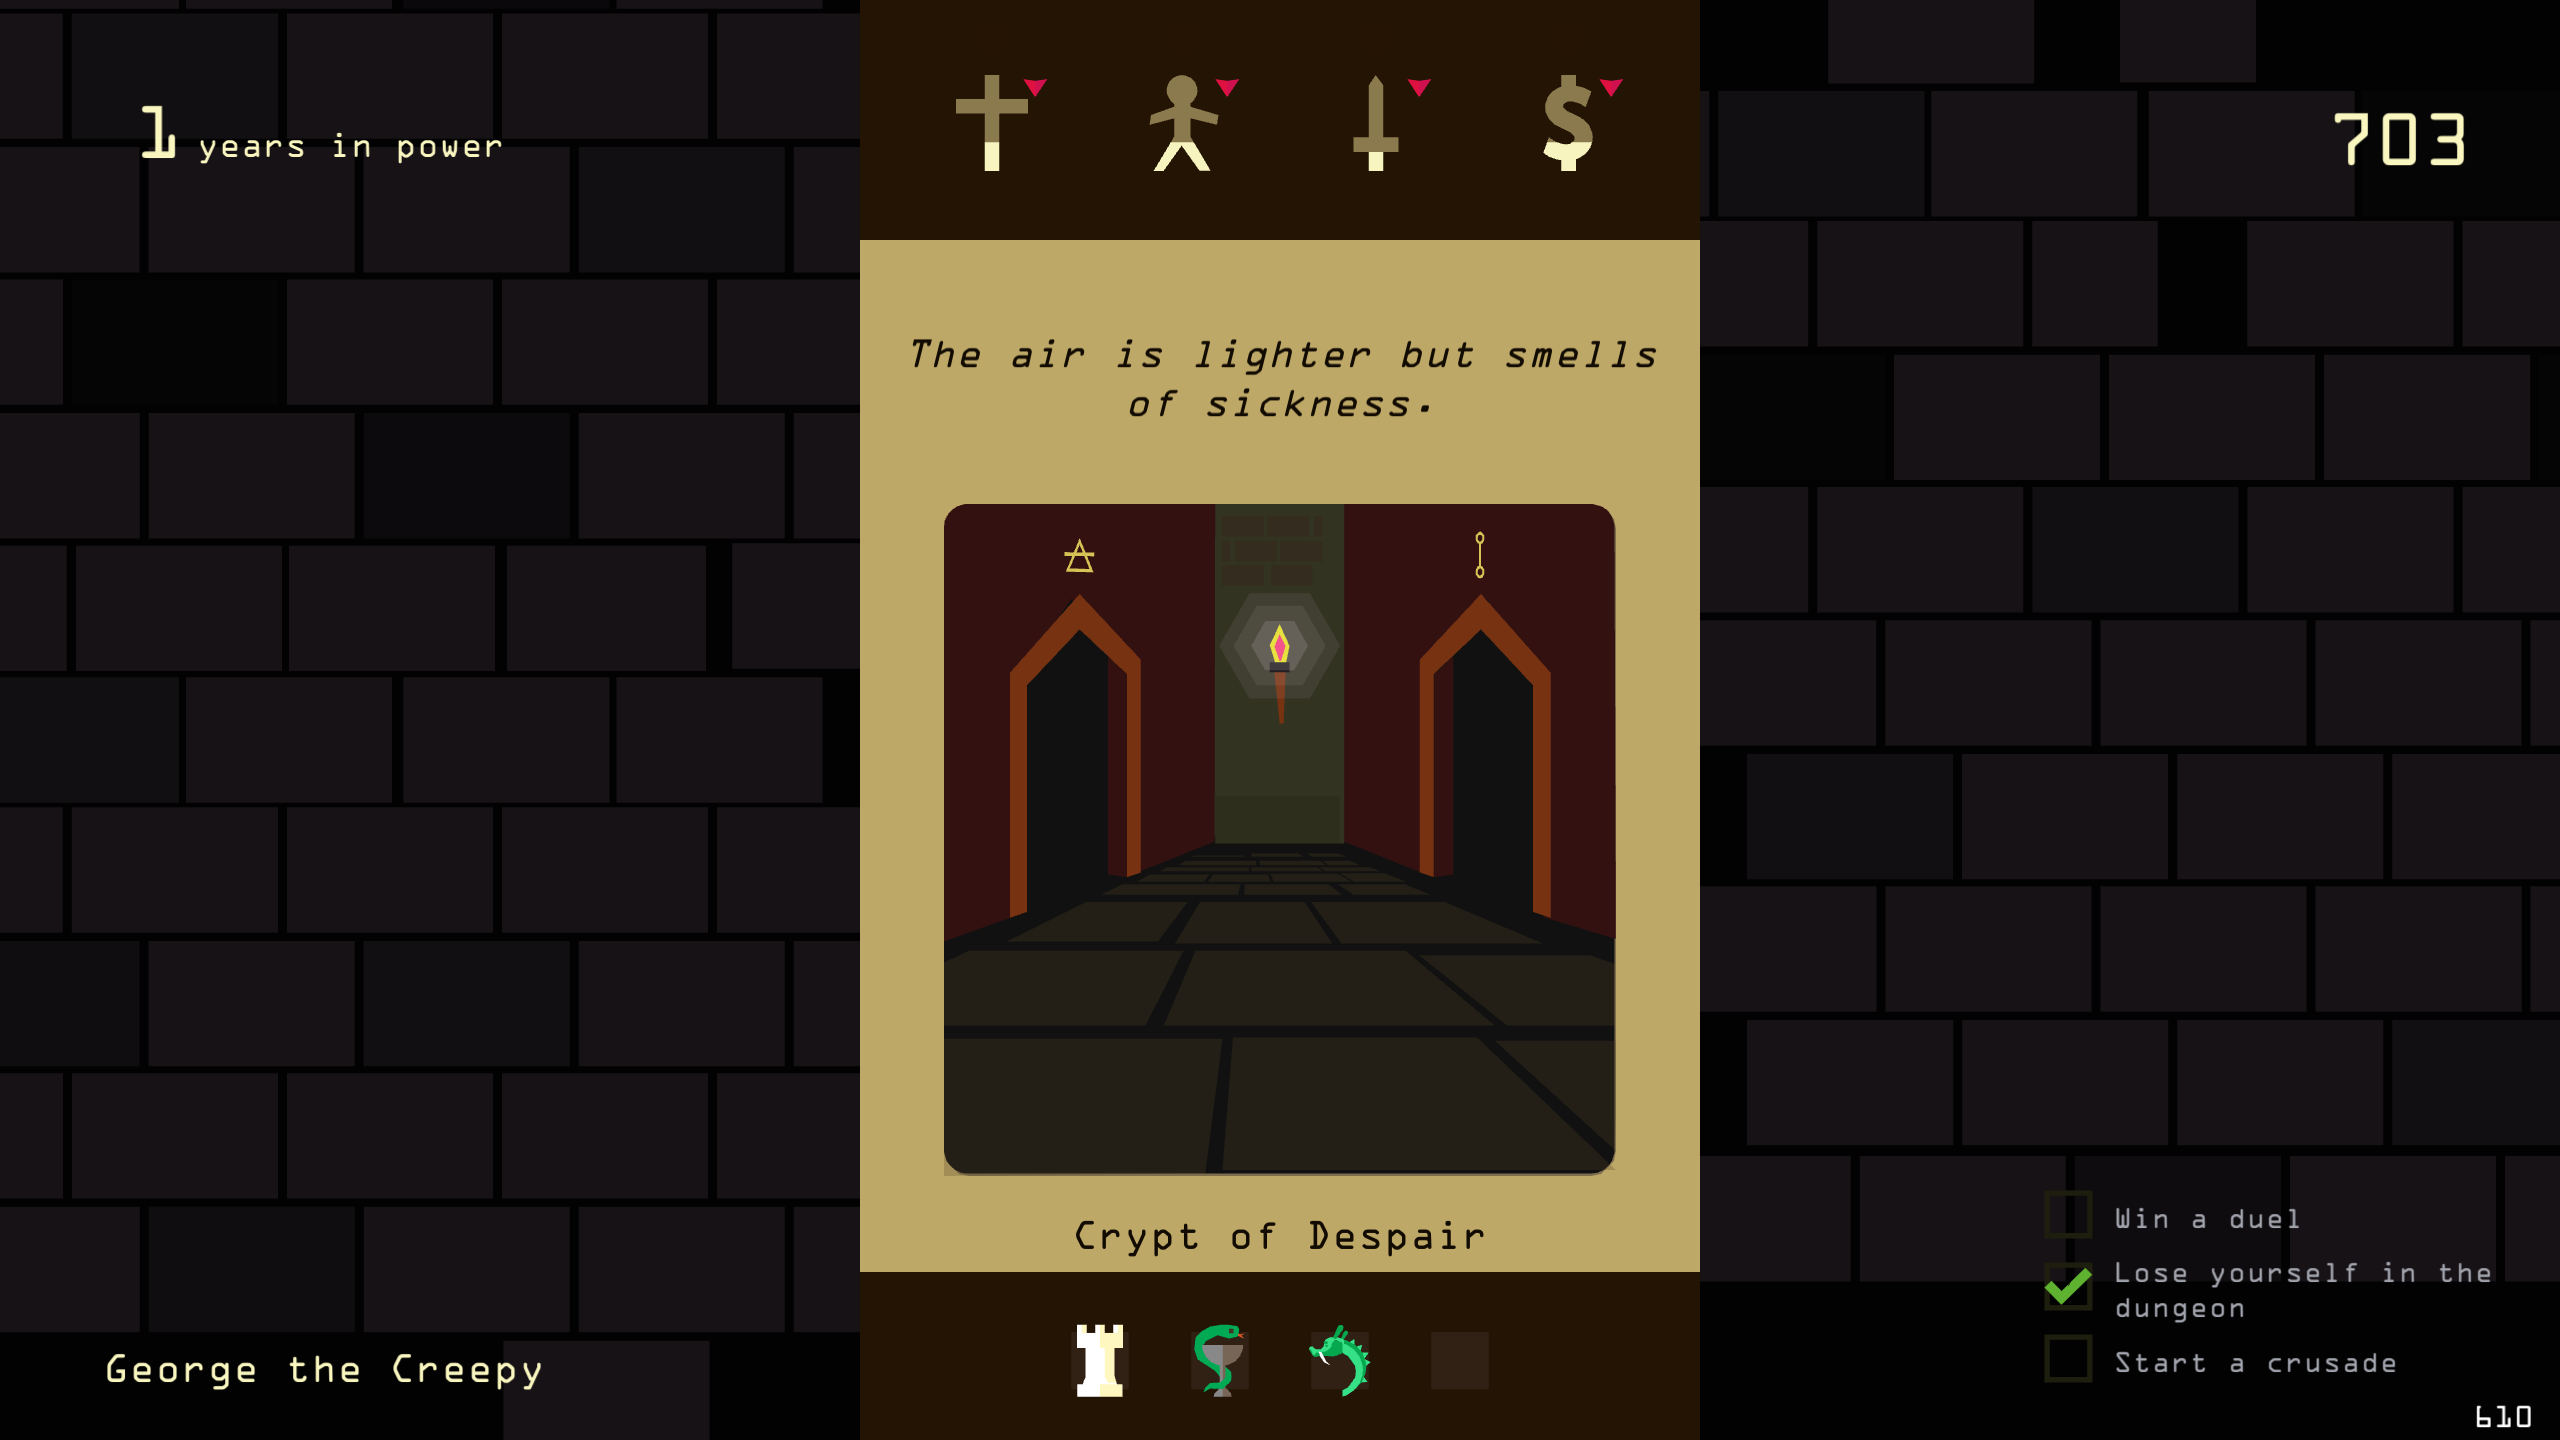 1 years in power
703
The air is lighter but smells
of sickness.
Crypt of Despair
George the Creepy
Win a duel
Lose yourself in the
dungeon
Start a crusade
610